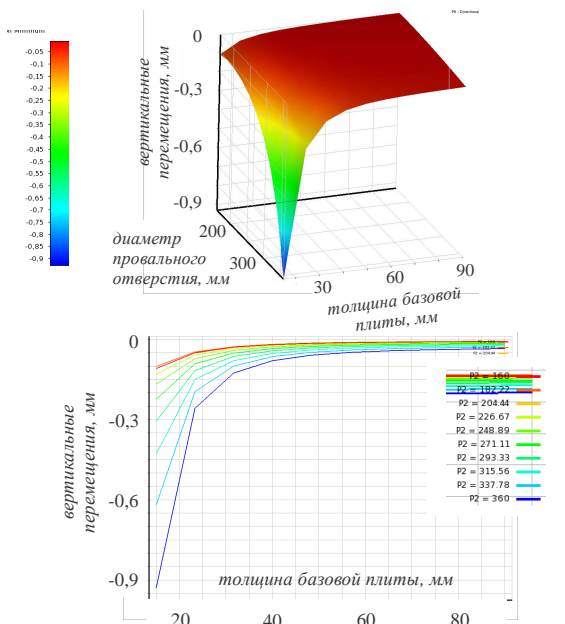 P6 - Directional
-0,05
-0,1
-0,15
-0,2
-0,25
-0,3
-0,35
-0,4
-0,45
-0,5
-0,55
-0,6
-0,65
-0,7
-0,75
-0,8
-0,85
-0,9
вертикальные
перемещения, мм
0
-0,3
-0,6
-0,9
диаметр
провального
отверстия, мм
200
300
30
60
90
толщина базовой
плиты, мм
вертикальные
перемещения, мм
0
-0,3
-0,6
-0,9
P2 = 160
P2 = 182.22
P2 = 204.44
P2 = 226.67
P2 = 248.89
P2 = 271.11
P2 = 293.33
P2 = 315.56
P2 = 337.78
P2 = 360
толщина базовой плиты, мм
20 40 60 80